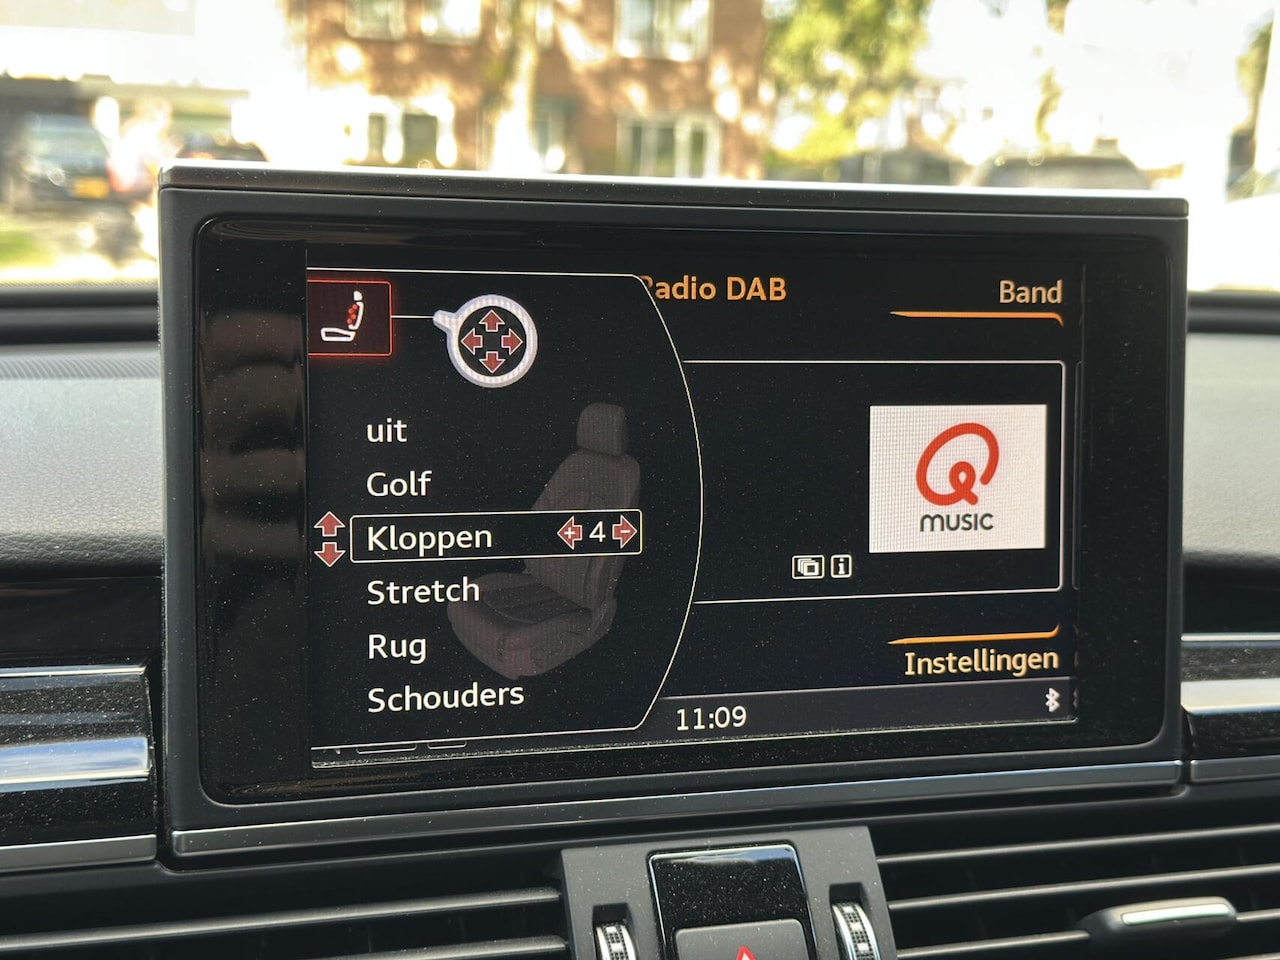 Radio DAB
Band
uit
Golf
Kloppen + 4 -
Stretch
Rug
Schouders
Q
music
i
Instellingen
11:09